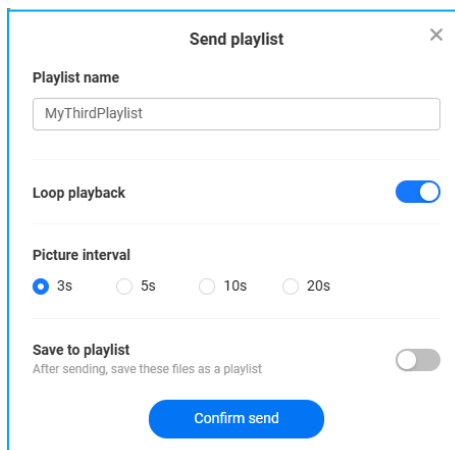 Send playlist
Playlist name
MyThirdPlaylist
Loop playback
Picture interval
3s 5s 10s 20s
Save to playlist
After sending, save these files as a playlist
Confirm send